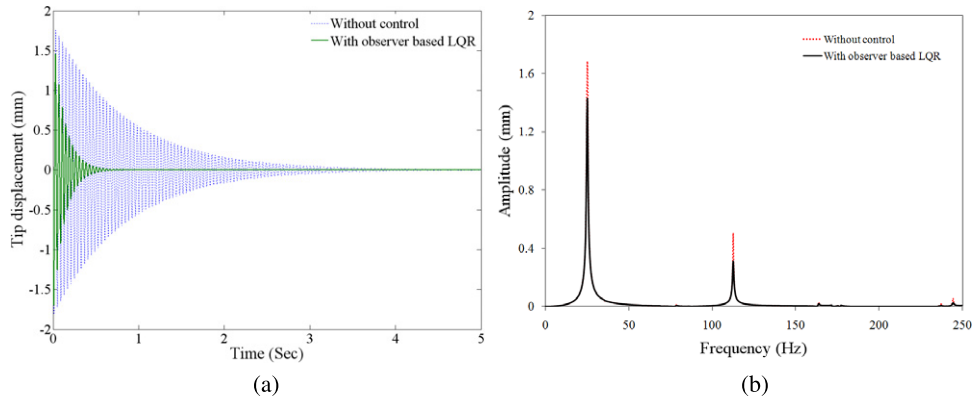 Without control
With observer based LQR
Tip displacement (mm)
2
1.5
1
0.5
0
-0.5
-1
-1.5
-2
0
1
2
3
4
5
Time (Sec)
(a)
Without control
With observer based LQR
Amplitude (mm)
1.6
1.2
0.8
0.4
0
0
50
100
150
200
250
Frequency (Hz)
(b)